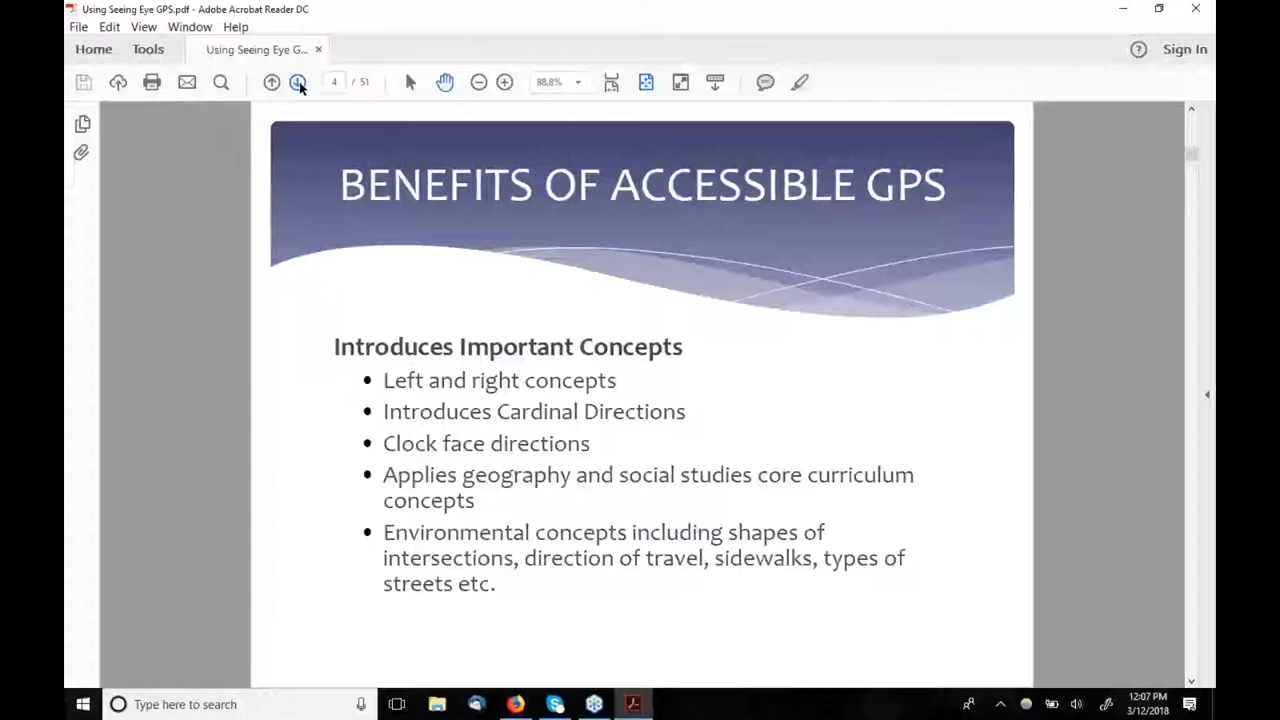 Using Seeing Eye GPS.pdf - Adobe Acrobat Reader DC
File Edit View Window Help
Home Tools Using Seeing Eye G... × Sign In
4 / 51 88.8%
BENEFITS OF ACCESSIBLE GPS
Introduces Important Concepts
• Left and right concepts
• Introduces Cardinal Directions
• Clock face directions
• Applies geography and social studies core curriculum
concepts
• Environmental concepts including shapes of
intersections, direction of travel, sidewalks, types of
streets etc.
Type here to search
12:07 PM
3/12/2018